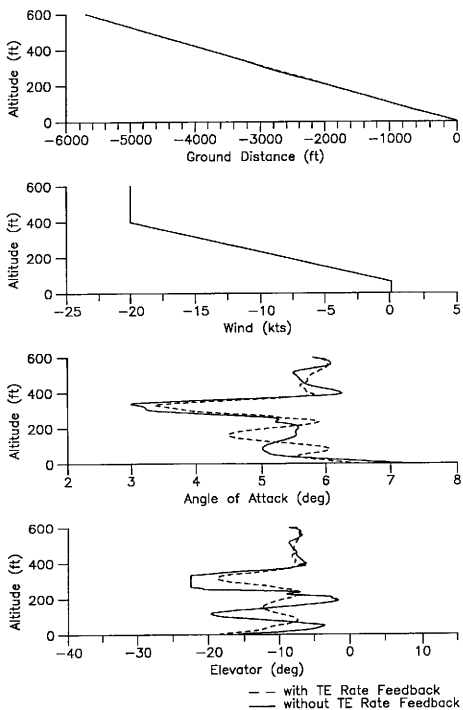 600
400
200
0
Altitude (ft)
−6000 −5000 −4000 −3000 −2000 −1000 0
Ground Distance (ft)
600
400
200
0
Altitude (ft)
−25 −20 −15 −10 −5 0 5
Wind (kts)
600
400
200
0
Altitude (ft)
2 3 4 5 6 7 8
Angle of Attack (deg)
600
400
200
0
Altitude (ft)
−40 −30 −20 −10 0 10
Elevator (deg)
with TE Rate Feedback
without TE Rate Feedback